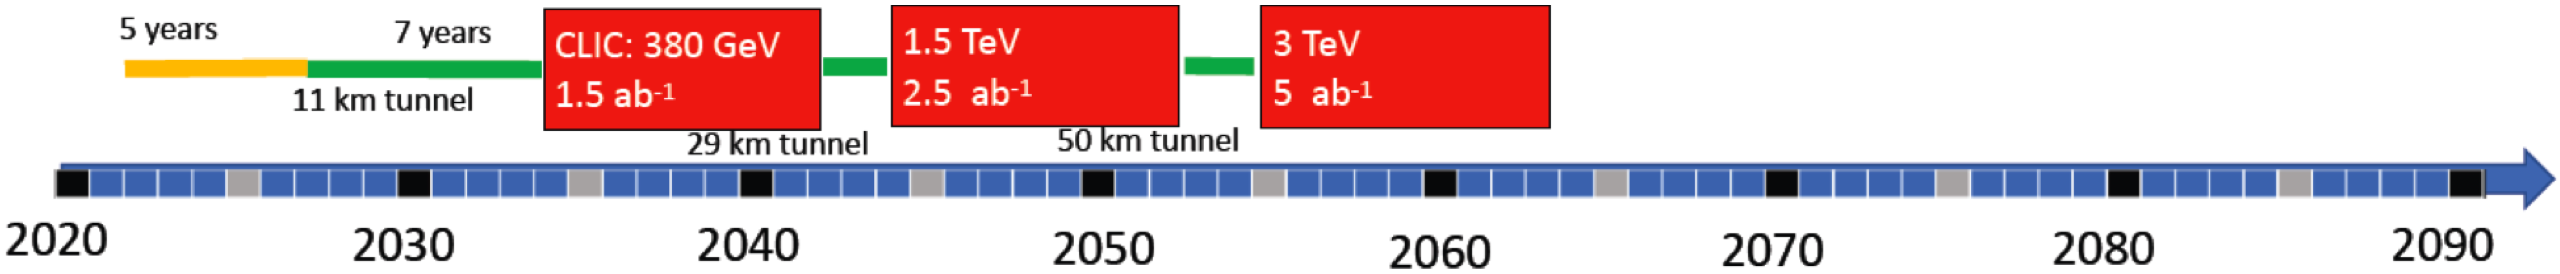 5 years
7 years
11 km tunnel
CLIC: 380 GeV
1.5 ab⁻¹
29 km tunnel
1.5 TeV
2.5 ab⁻¹
50 km tunnel
3 TeV
5 ab⁻¹
2020 2030 2040 2050 2060 2070 2080 2090